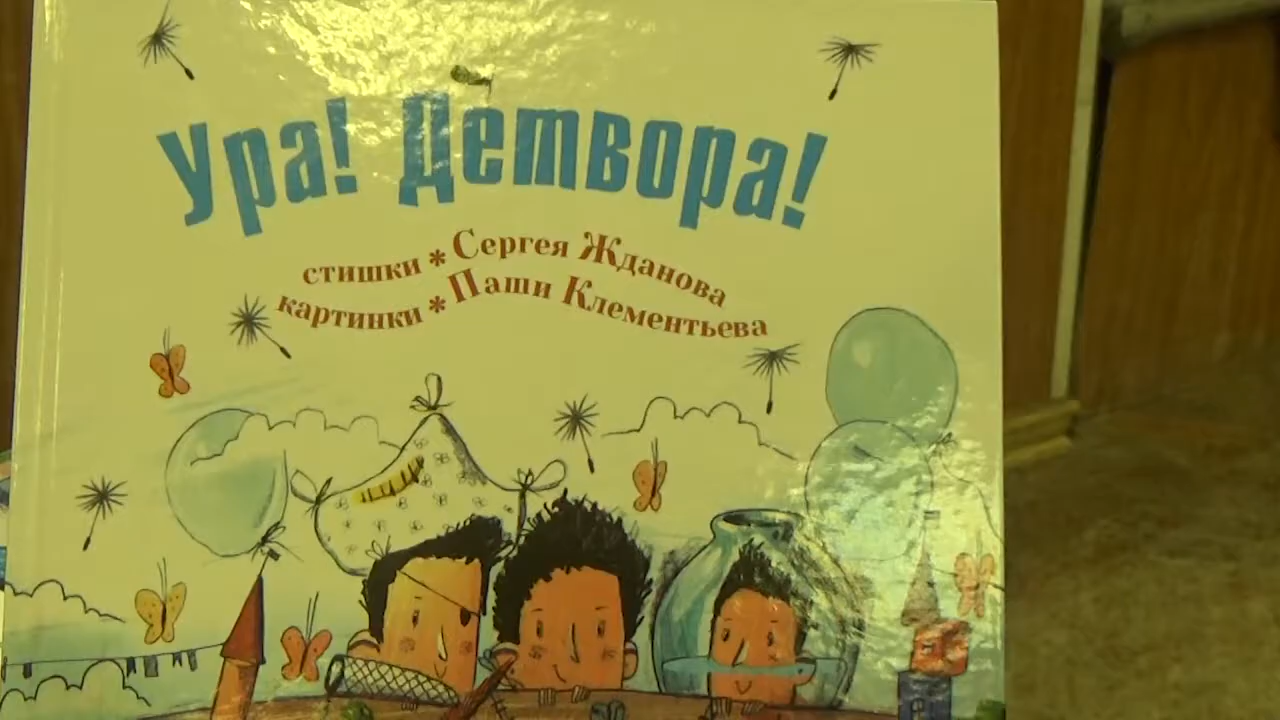 Ура! Детвора!
стишки * Сергея Жданова
картинки * Паши Клементьева